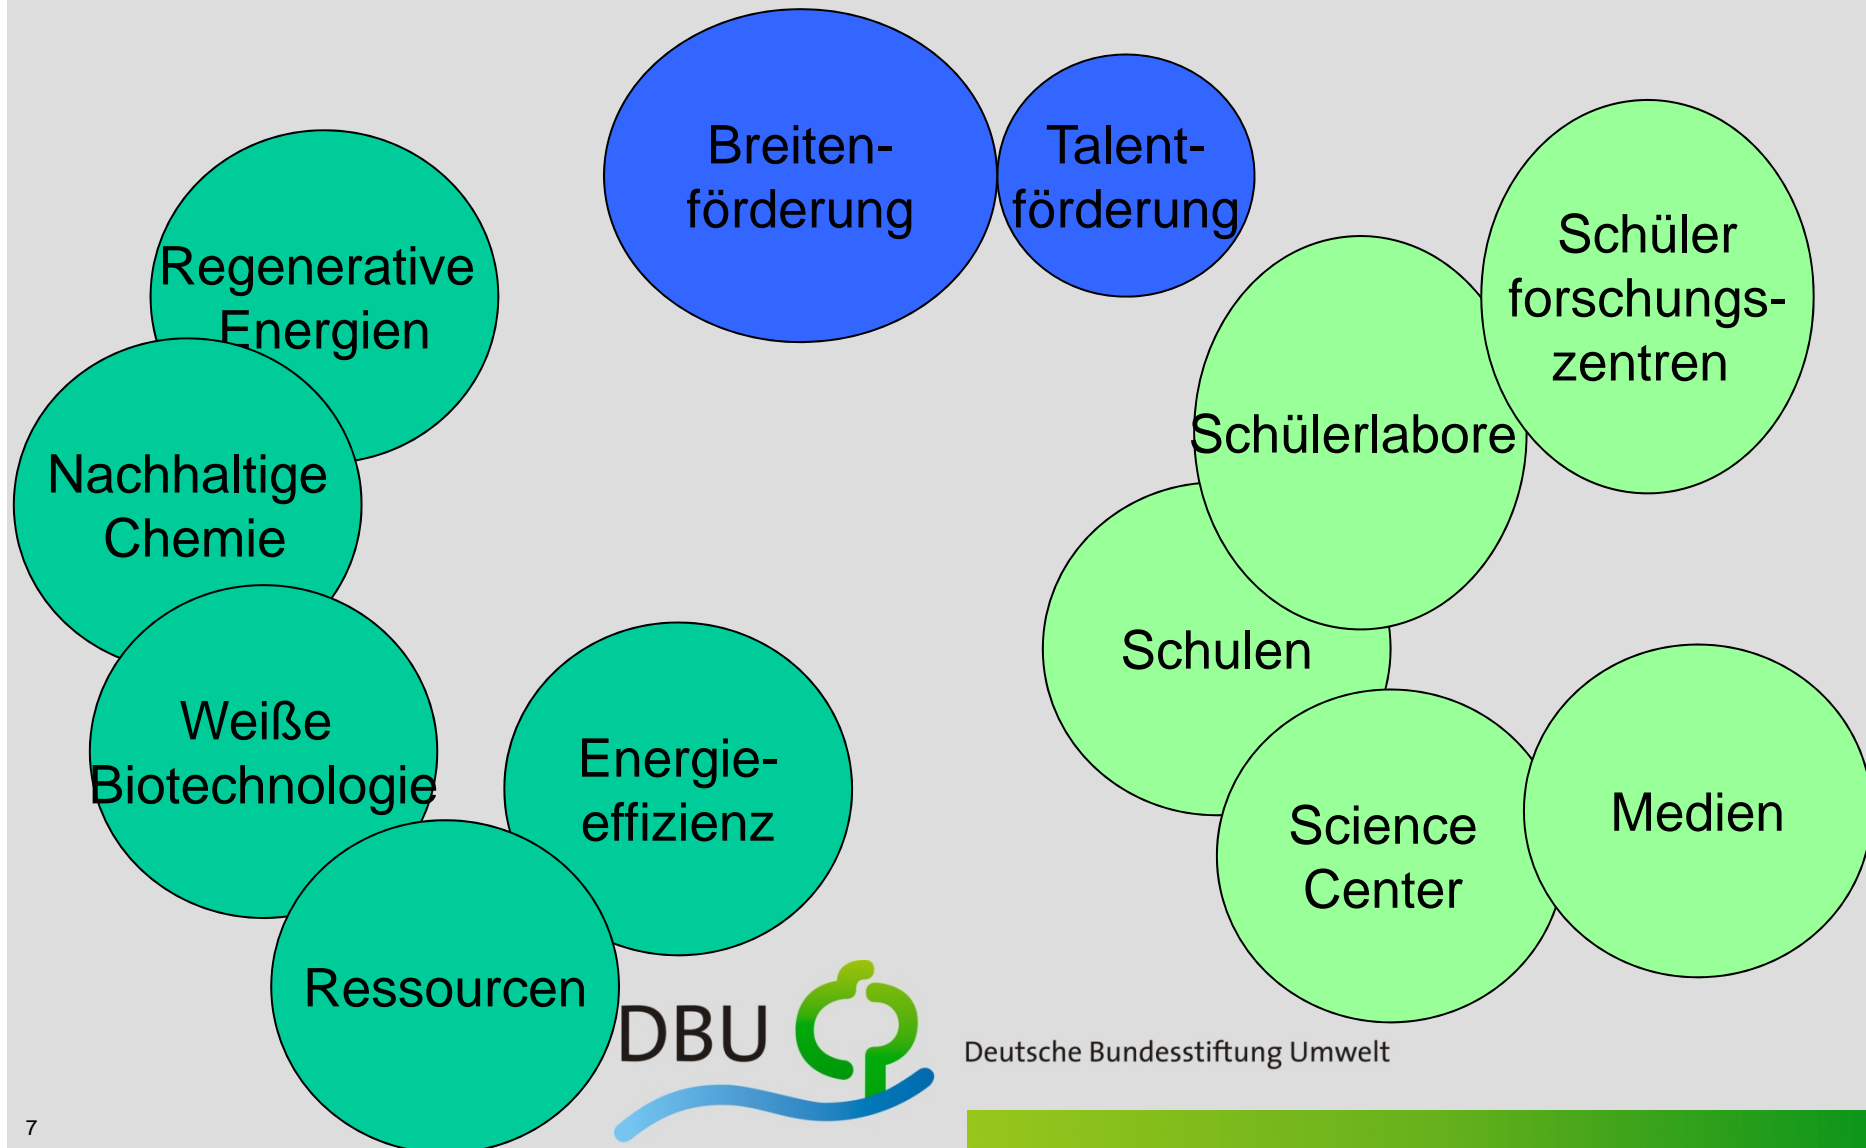 Breiten-
förderung
Talent-
förderung
Regenerative
Energien
Nachhaltige
Chemie
Weiße
Biotechnologie
Energie-
effizienz
Ressourcen
Schüler
forschungs-
zentren
Schülerlabore
Schulen
Science
Center
Medien
DBU
Deutsche Bundesstiftung Umwelt
7